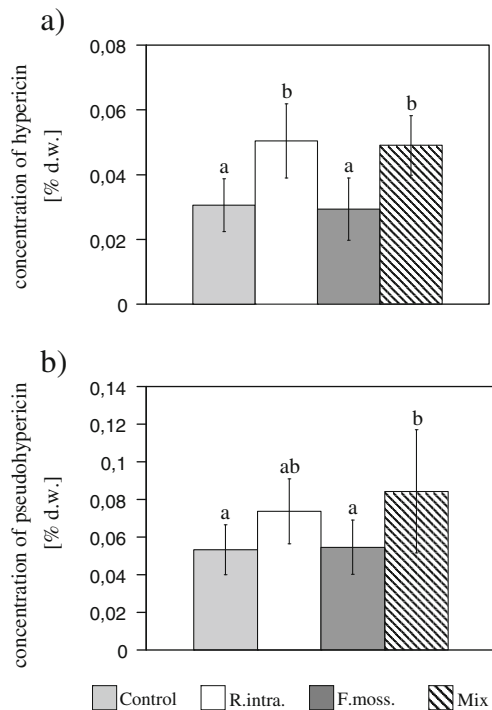 a)
concentration of hypericin
[% d.w.]
0,08
0,06
0,04
0,02
0
a
b
a
b
b)
concentration of pseudohypericin
[% d.w.]
0,14
0,12
0,1
0,08
0,06
0,04
0,02
0
a
ab
a
b
Control
R.intra.
F.moss.
Mix